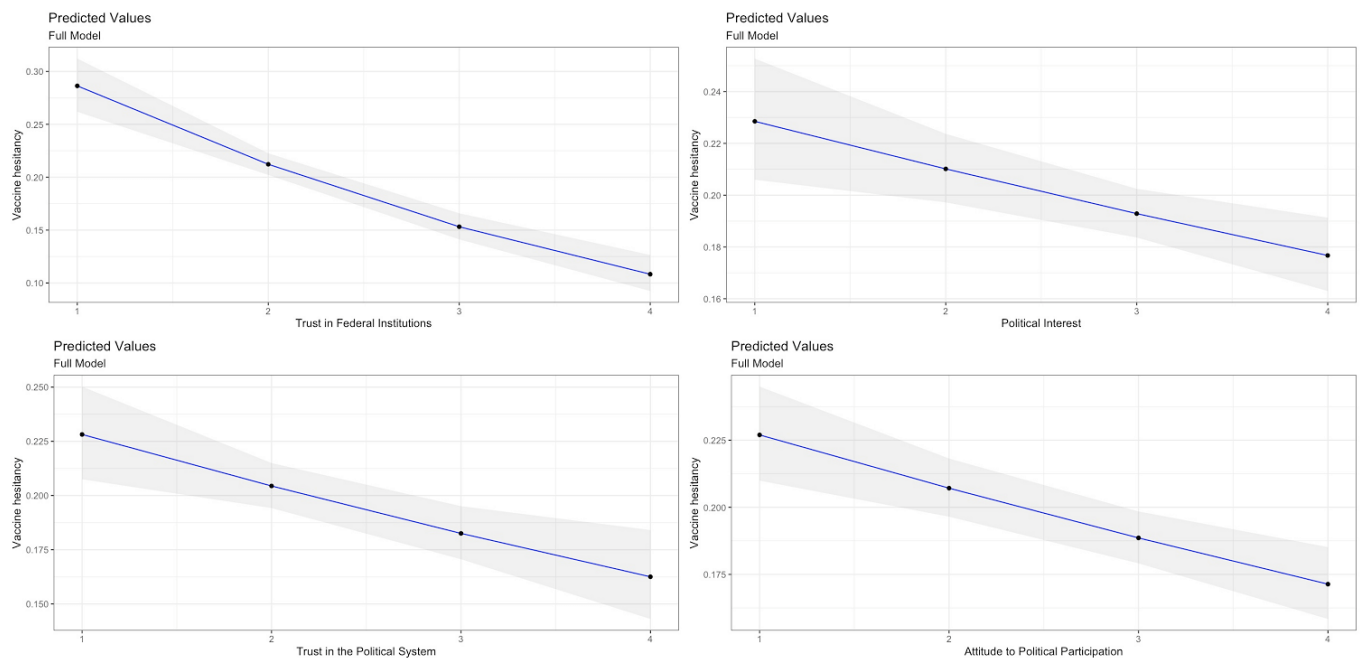 Predicted Values
Full Model
Vaccine hesitancy
0.30
0.25
0.20
0.15
0.10
1 2 3 4
Trust in Federal Institutions
Predicted Values
Full Model
Vaccine hesitancy
0.24
0.22
0.20
0.18
0.16
1 2 3 4
Political Interest
Predicted Values
Full Model
Vaccine hesitancy
0.250
0.225
0.200
0.175
0.150
1 2 3 4
Trust in the Political System
Predicted Values
Full Model
Vaccine hesitancy
0.225
0.200
0.175
1 2 3 4
Attitude to Political Participation